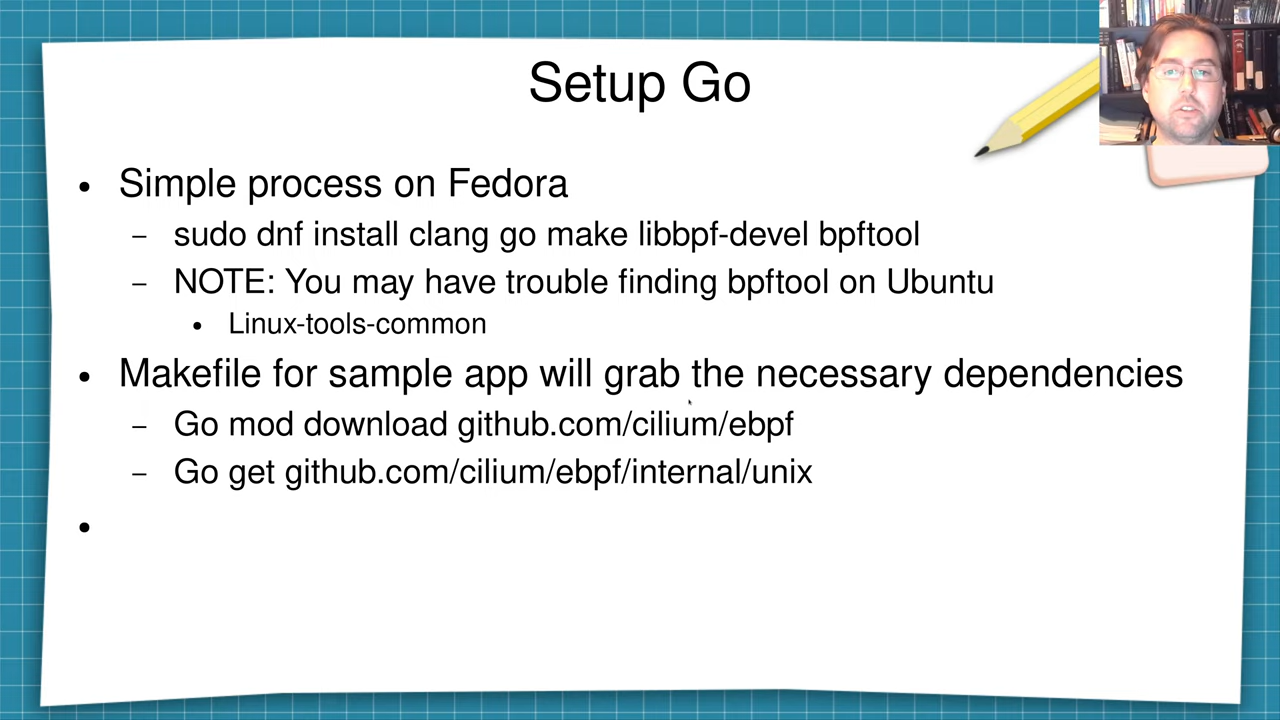 Setup Go
• Simple process on Fedora
– sudo dnf install clang go make libbpf-devel bpftool
– NOTE: You may have trouble finding bpftool on Ubuntu
• Linux-tools-common
• Makefile for sample app will grab the necessary dependencies
– Go mod download github.com/cilium/ebpf
– Go get github.com/cilium/ebpf/internal/unix
•